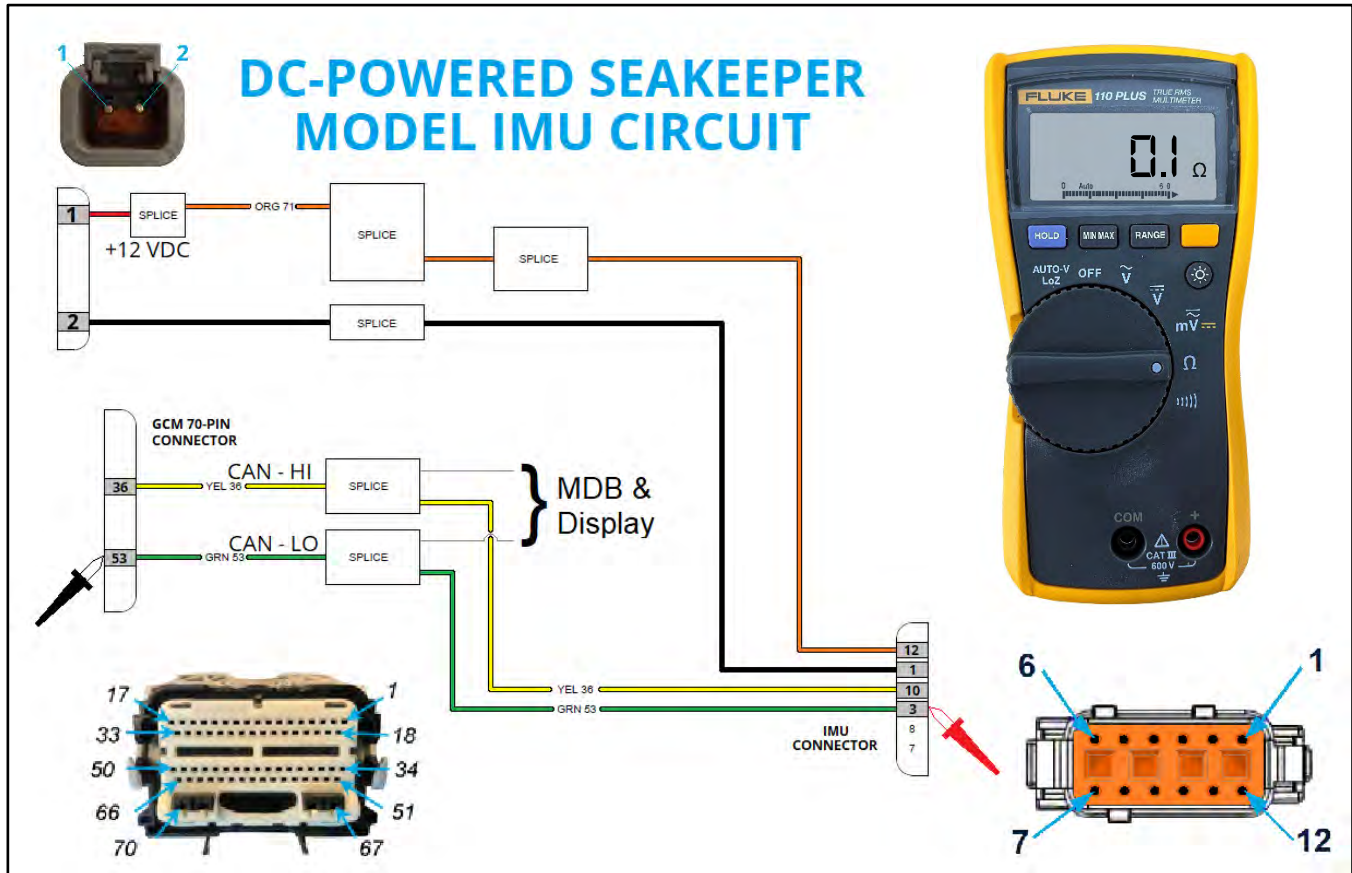 1 2
DC-POWERED SEAKEEPER
MODEL IMU CIRCUIT
1
SPLICE
ORG 71
SPLICE
+12 VDC
SPLICE
2
SPLICE
GCM 70-PIN
CONNECTOR
CAN - HI
36
YEL 36
SPLICE
CAN - LO
53
GRN 53
SPLICE
MDB &
Display
12
1
YEL 36
10
GRN 53
3
8
7
IMU
CONNECTOR
17 1
33 18
50 34
66 51
70 67
FLUKE 110 PLUS TRUE RMS
MULTIMETER
0.1 Ω
0 Auto 6 0
HOLD MIN MAX RANGE
AUTO-V
LoZ
OFF
V
V
mV
Ω
COM +
CAT III
600 V
6 1
7 12